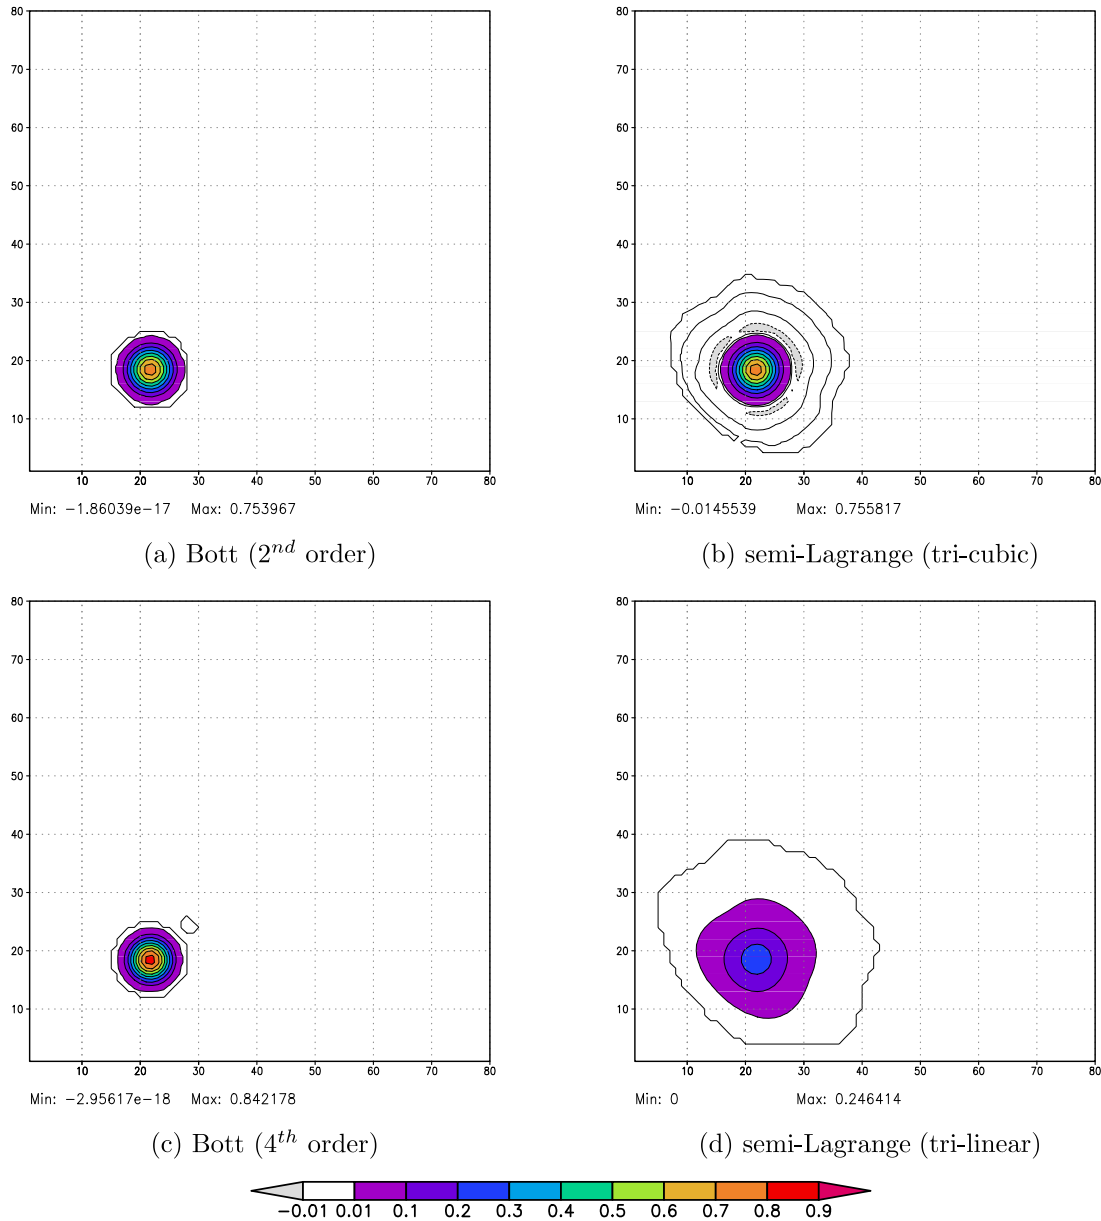 80
70
60
50
40
30
20
10
10 20 30 40 50 60 70 80
Min: −1.86039e−17 Max: 0.753967
(a) Bott (2nd order)
80
70
60
50
40
30
20
10
10 20 30 40 50 60 70 80
Min: −0.0145539 Max: 0.755817
(b) semi-Lagrange (tri-cubic)
80
70
60
50
40
30
20
10
10 20 30 40 50 60 70 80
Min: −2.95617e−18 Max: 0.842178
(c) Bott (4th order)
80
70
60
50
40
30
20
10
10 20 30 40 50 60 70 80
Min: 0 Max: 0.246414
(d) semi-Lagrange (tri-linear)
−0.01 0.01 0.1 0.2 0.3 0.4 0.5 0.6 0.7 0.8 0.9